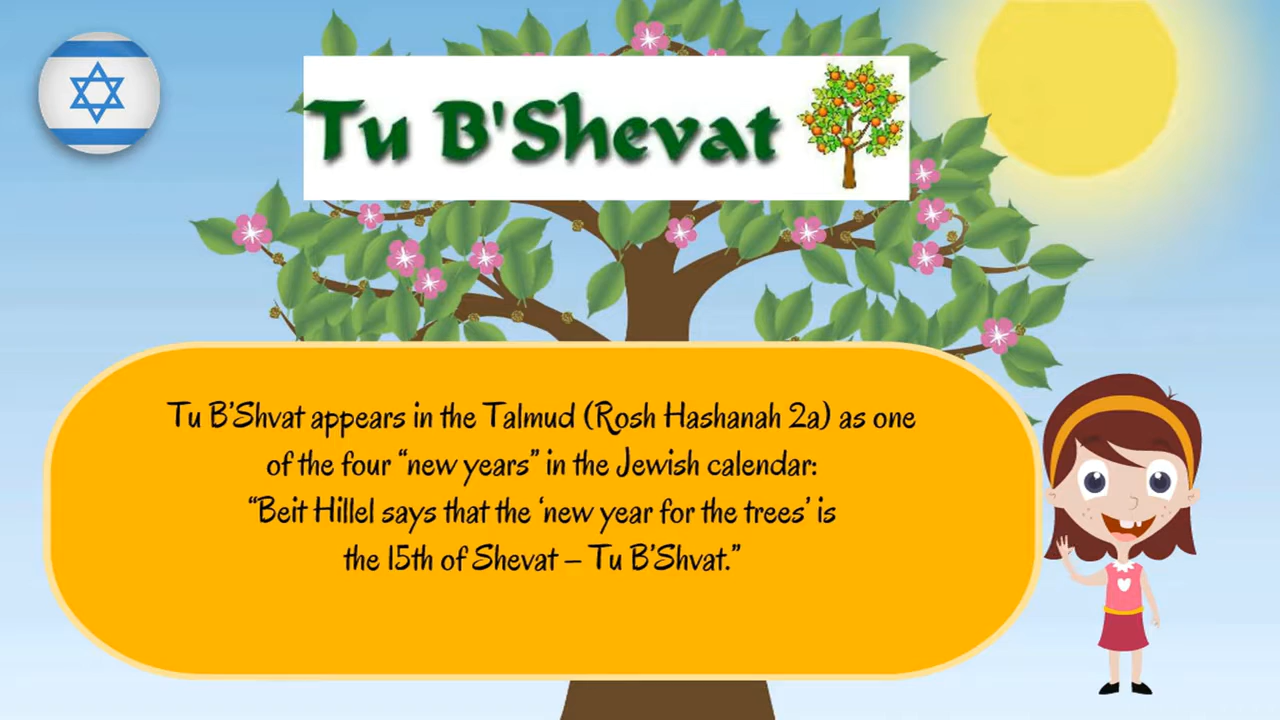 Tu B'Shevat
Tu B’Shvat appears in the Talmud (Rosh Hashanah 2a) as one
of the four “new years” in the Jewish calendar:
“Beit Hillel says that the ‘new year for the trees’ is
the 15th of Shevat – Tu B’Shvat.”